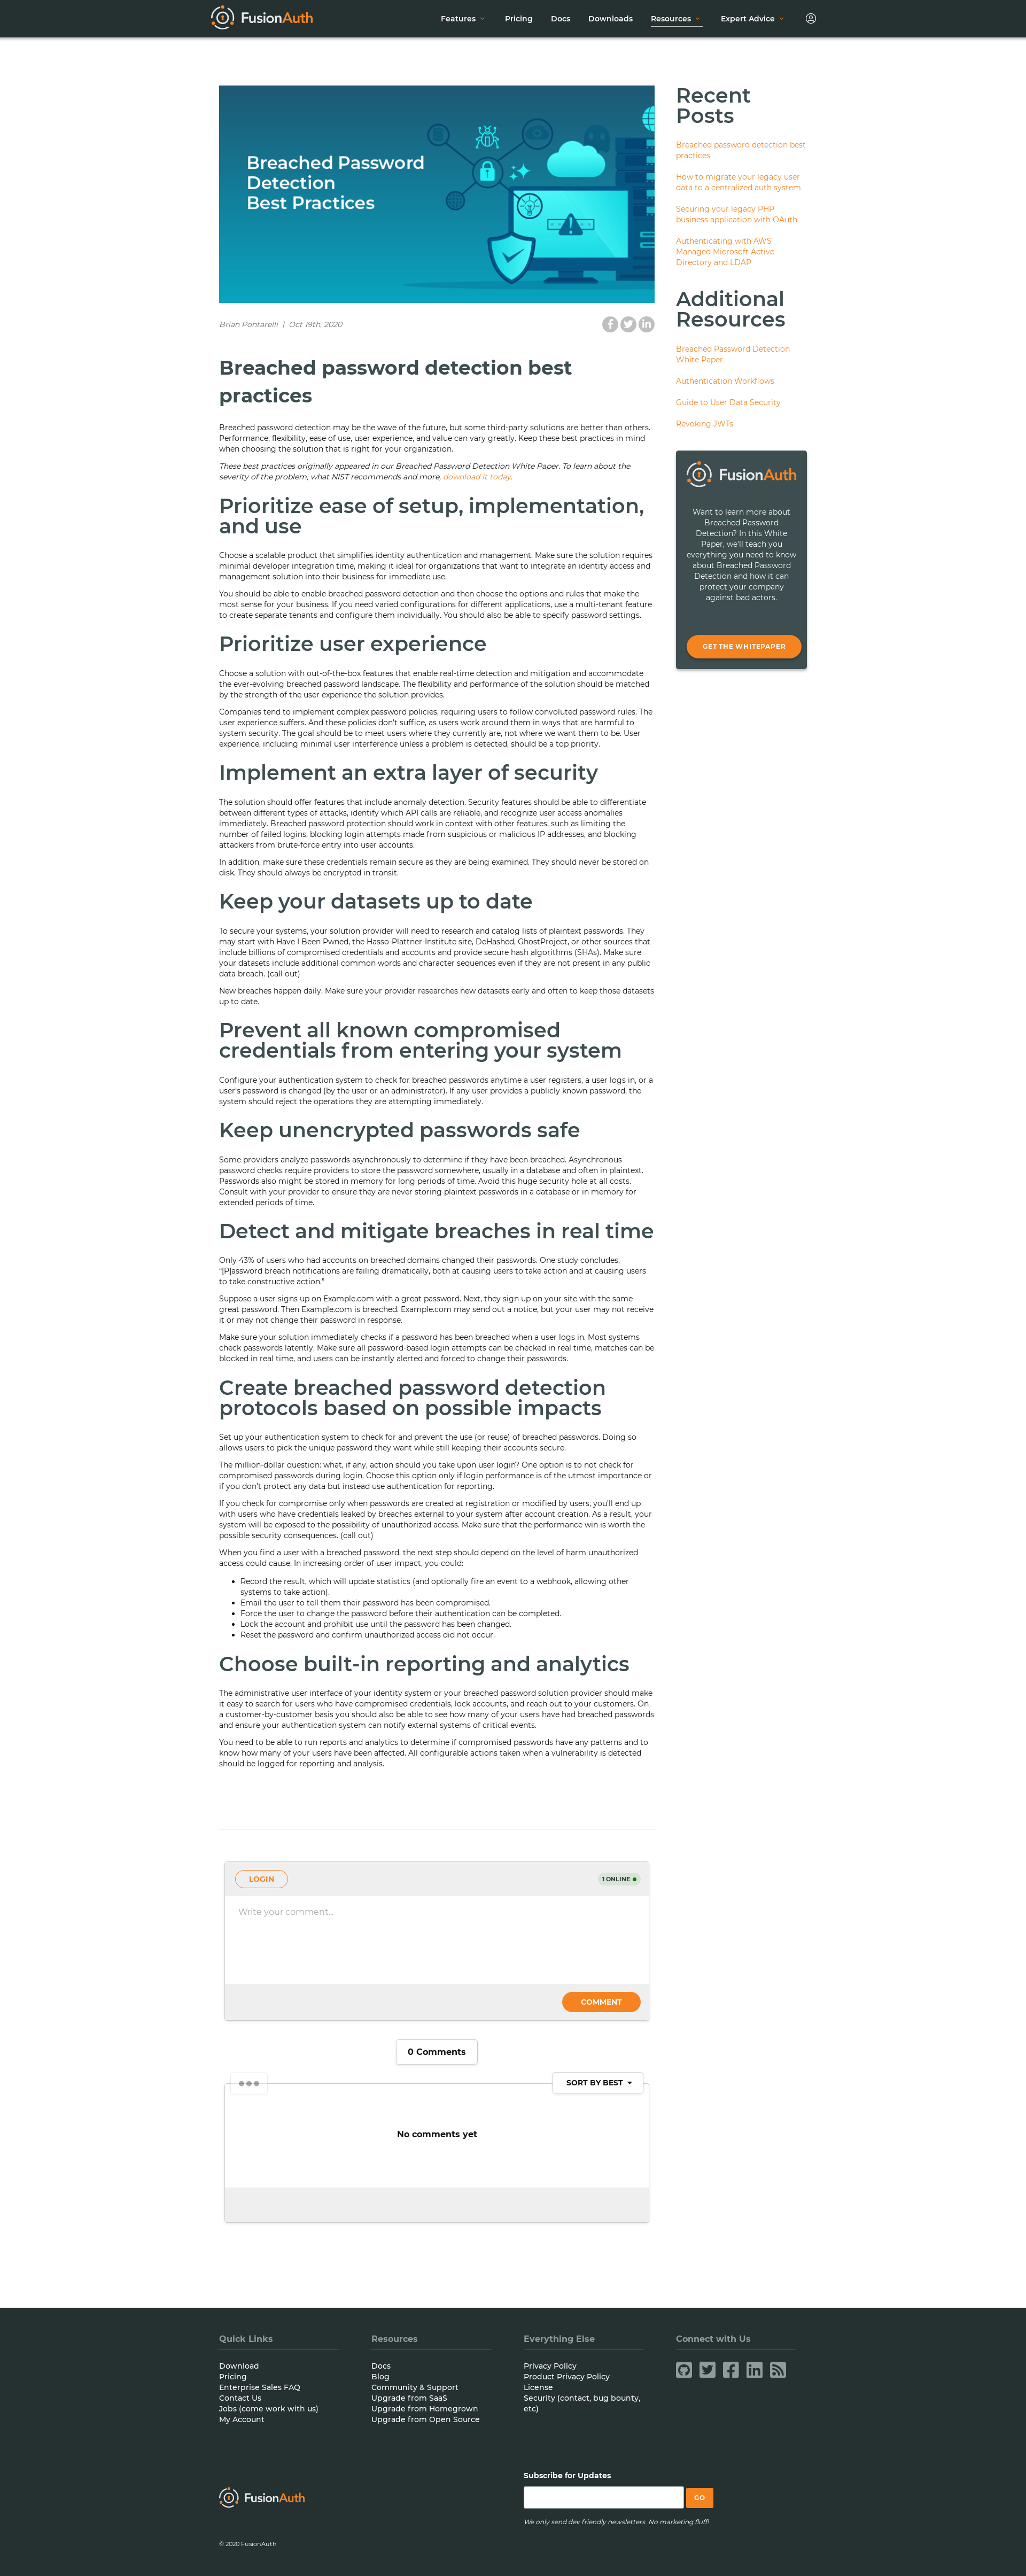 FusionAuth
Features
Pricing
Docs
Downloads
Resources
Expert Advice
Breached Password
Detection
Best Practices
Brian Pontarelli | Oct 19th, 2020
Breached password detection best
practices
Breached password detection may be the wave of the future, but some third-party solutions are better than others.
Performance, flexibility, ease of use, user experience, and value can vary greatly. Keep these best practices in mind
when choosing the solution that is right for your organization.
These best practices originally appeared in our Breached Password Detection White Paper. To learn about the
severity of the problem, what NIST recommends and more, download it today.
Prioritize ease of setup, implementation,
and use
Choose a scalable product that simplifies identity authentication and management. Make sure the solution requires
minimal developer integration time, making it ideal for organizations that want to integrate an identity access and
management solution into their business for immediate use.
You should be able to enable breached password detection and then choose the options and rules that make the
most sense for your business. If you need varied configurations for different applications, use a multi-tenant feature
to create separate tenants and configure them individually. You should also be able to specify password settings.
Prioritize user experience
Choose a solution with out-of-the-box features that enable real-time detection and mitigation and accommodate
the ever-evolving breached password landscape. The flexibility and performance of the solution should be matched
by the strength of the user experience the solution provides.
Companies tend to implement complex password policies, requiring users to follow convoluted password rules. The
user experience suffers. And these policies don't suffice, as users work around them in ways that are harmful to
system security. The goal should be to meet users where they currently are, not where we want them to be. User
experience, including minimal user interference unless a problem is detected, should be a top priority.
Implement an extra layer of security
The solution should offer features that include anomaly detection. Security features should be able to differentiate
between different types of attacks, identify which API calls are reliable, and recognize user access anomalies
immediately. Breached password protection should work in context with other features, such as limiting the
number of failed logins, blocking login attempts made from suspicious or malicious IP addresses, and blocking
attackers from brute-force entry into user accounts.
In addition, make sure these credentials remain secure as they are being examined. They should never be stored on
disk. They should always be encrypted in transit.
Keep your datasets up to date
To secure your systems, your solution provider will need to research and catalog lists of plaintext passwords. They
may start with Have I Been Pwned, the Hasso-Plattner-Institute site, DeHashed, GhostProject, or other sources that
include billions of compromised credentials and accounts and provide secure hash algorithms (SHAs). Make sure
your datasets include additional common words and character sequences even if they are not present in any public
data breach. (call out)
New breaches happen daily. Make sure your provider researches new datasets early and often to keep those datasets
up to date.
Prevent all known compromised
credentials from entering your system
Configure your authentication system to check for breached passwords anytime a user registers, a user logs in, or a
user's password is changed (by the user or an administrator). If any user provides a publicly known password, the
system should reject the operations they are attempting immediately.
Keep unencrypted passwords safe
Some providers analyze passwords asynchronously to determine if they have been breached. Asynchronous
password checks require providers to store the password somewhere, usually in a database and often in plaintext.
Passwords also might be stored in memory for long periods of time. Avoid this huge security hole at all costs.
Consult with your provider to ensure they are never storing plaintext passwords in a database or in memory for
extended periods of time.
Detect and mitigate breaches in real time
Only 43% of users who had accounts on breached domains changed their passwords. One study concludes,
“[P]assword breach notifications are failing dramatically, both at causing users to take action and at causing users
to take constructive action.”
Suppose a user signs up on Example.com with a great password. Next, they sign up on your site with the same
great password. Then Example.com is breached. Example.com may send out a notice, but your user may not receive
it or may not change their password in response.
Make sure your solution immediately checks if a password has been breached when a user logs in. Most systems
check passwords latently. Make sure all password-based login attempts can be checked in real time, matches can be
blocked in real time, and users can be instantly alerted and forced to change their passwords.
Create breached password detection
protocols based on possible impacts
Set up your authentication system to check for and prevent the use (or reuse) of breached passwords. Doing so
allows users to pick the unique password they want while still keeping their accounts secure.
The million-dollar question: what, if any, action should you take upon user login? One option is to not check for
compromised passwords during login. Choose this option only if login performance is of the utmost importance or
if you don't protect any data but instead use authentication for reporting.
If you check for compromise only when passwords are created at registration or modified by users, you'll end up
with users who have credentials leaked by breaches external to your system after account creation. As a result, your
system will be exposed to the possibility of unauthorized access. Make sure that the performance win is worth the
possible security consequences. (call out)
When you find a user with a breached password, the next step should depend on the level of harm unauthorized
access could cause. In increasing order of user impact, you could:
• Record the result, which will update statistics (and optionally fire an event to a webhook, allowing other
systems to take action).
• Email the user to tell them their password has been compromised.
• Force the user to change the password before their authentication can be completed.
• Lock the account and prohibit use until the password has been changed.
• Reset the password and confirm unauthorized access did not occur.
Choose built-in reporting and analytics
The administrative user interface of your identity system or your breached password solution provider should make
it easy to search for users who have compromised credentials, lock accounts, and reach out to your customers. On
a customer-by-customer basis you should also be able to see how many of your users have had breached passwords
and ensure your authentication system can notify external systems of critical events.
You need to be able to run reports and analytics to determine if compromised passwords have any patterns and to
know how many of your users have been affected. All configurable actions taken when a vulnerability is detected
should be logged for reporting and analysis.
LOGIN
1 ONLINE
Write your comment...
COMMENT
0 Comments
SORT BY BEST
No comments yet
Recent
Posts
Breached password detection best
practices
How to migrate your legacy user
data to a centralized auth system
Securing your legacy PHP
business application with OAuth
Authenticating with AWS
Managed Microsoft Active
Directory and LDAP
Additional
Resources
Breached Password Detection
White Paper
Authentication Workflows
Guide to User Data Security
Revoking JWTs
FusionAuth
Want to learn more about
Breached Password
Detection? In this White
Paper, we'll teach you
everything you need to know
about Breached Password
Detection and how it can
protect your company
against bad actors.
GET THE WHITEPAPER
Quick Links
Download
Pricing
Enterprise Sales FAQ
Contact Us
Jobs (come work with us)
My Account
Resources
Docs
Blog
Community & Support
Upgrade from SaaS
Upgrade from Homegrown
Upgrade from Open Source
Everything Else
Privacy Policy
Product Privacy Policy
License
Security (contact, bug bounty,
etc)
Connect with Us
FusionAuth
Subscribe for Updates
GO
We only send dev friendly newsletters. No marketing fluff!
© 2020 FusionAuth